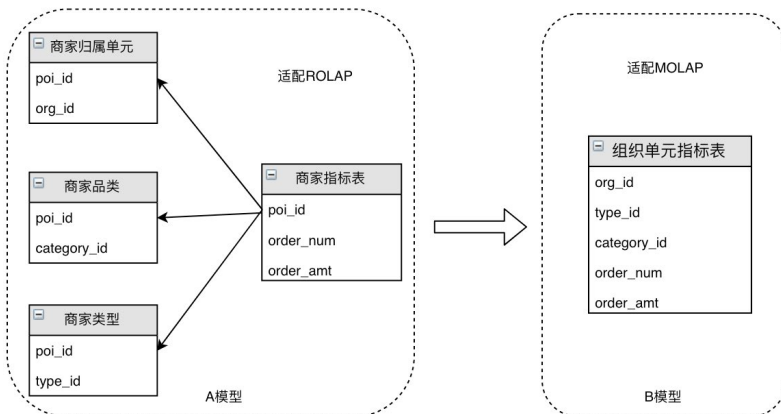 商家归属单元
poi_id
org_id
适配ROLAP
商家品类
poi_id
category_id
商家指标表
poi_id
order_num
order_amt
商家类型
poi_id
type_id
A模型
适配MOLAP
组织单元指标表
org_id
type_id
category_id
order_num
order_amt
B模型